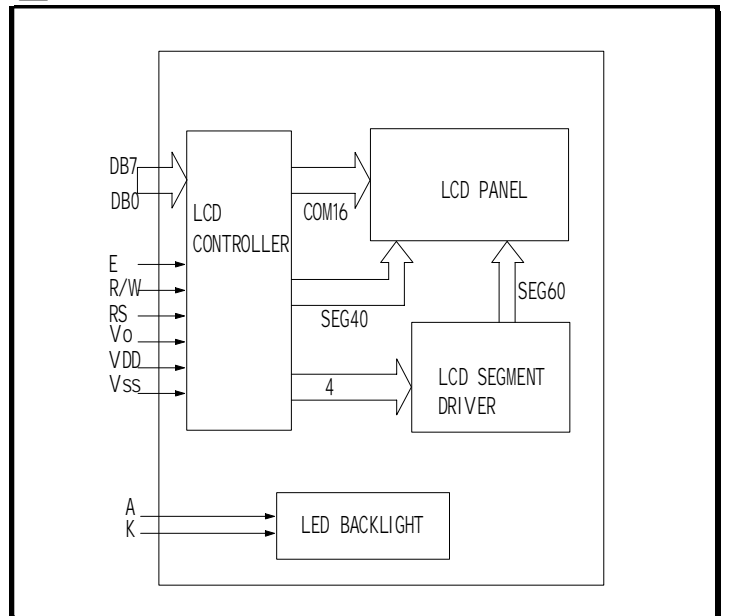 DB7
DB0
LCD
CONTROLLER
E
R/W
RS
Vo
VDD
Vss
COM16
SEG40
4
LCD PANEL
SEG60
LCD SEGMENT
DRIVER
A
K
LED BACKLIGHT